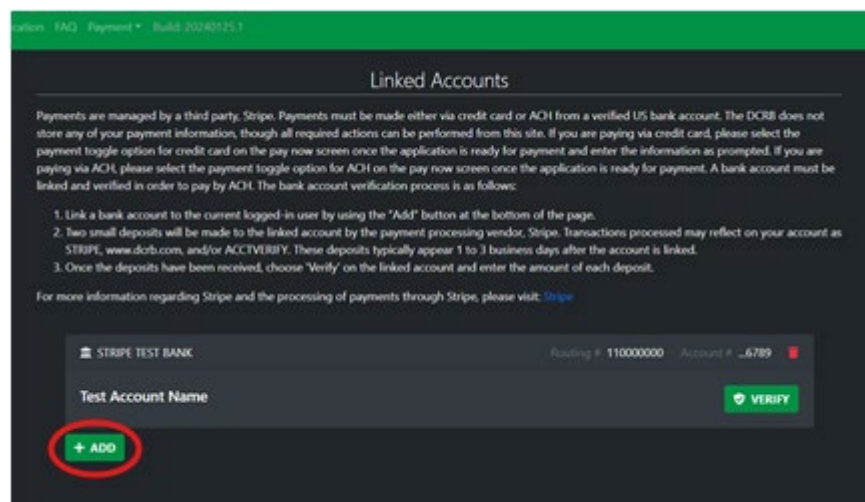 cation FAQ Payment Build: 20240125.1
Linked Accounts
Payments are managed by a third party, Stripe. Payments must be made either via credit card or ACH from a verified US bank account. The DCRB does not
store any of your payment information, though all required actions can be performed from this site. If you are paying via credit card, please select the
payment toggle option for credit card on the pay now screen once the application is ready for payment and enter the information as prompted. If you are
paying via ACH, please select the payment toggle option for ACH on the pay now screen once the application is ready for payment. A bank account must be
linked and verified in order to pay by ACH. The bank account verification process is as follows:
1. Link a bank account to the current logged-in user by using the "Add" button at the bottom of the page.
2. Two small deposits will be made to the linked account by the payment processing vendor, Stripe. Transactions processed may reflect on your account as
STRIPE, www.dcrb.com, and/or ACCTVERIFY. These deposits typically appear 1 to 3 business days after the account is linked.
3. Once the deposits have been received, choose 'Verify' on the linked account and enter the amount of each deposit.
For more information regarding Stripe and the processing of payments through Stripe, please visit: Stripe
STRIPE TEST BANK Routing # 110000000 Account # ...6789
Test Account Name VERIFY
+ ADD